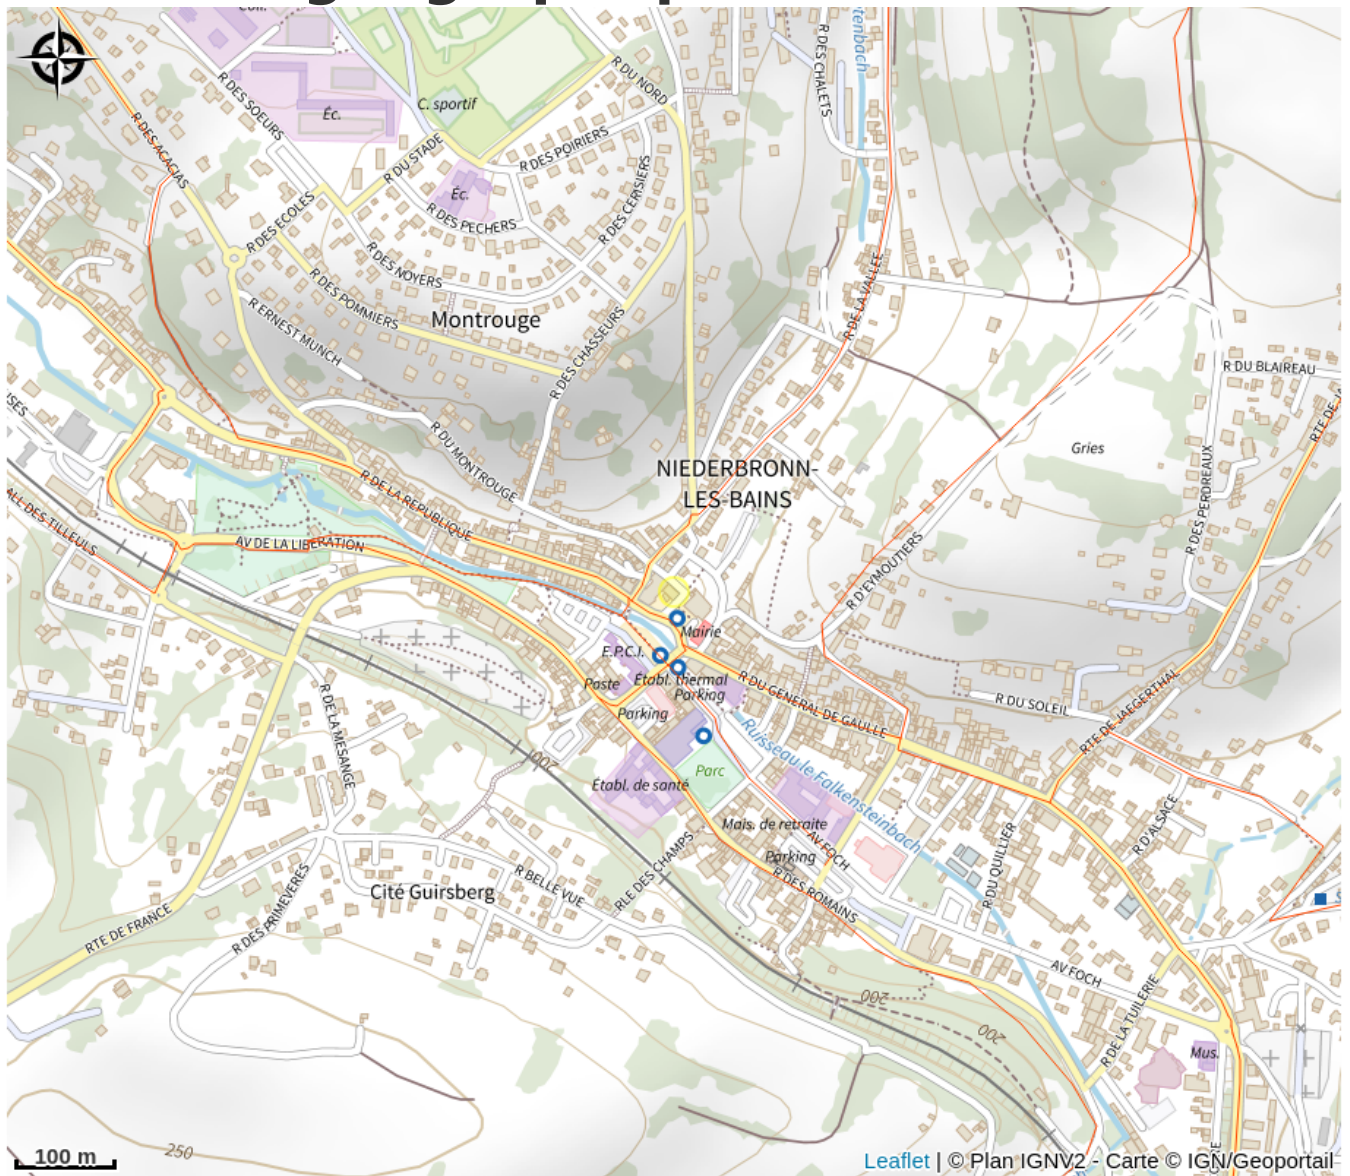 Coll.
R DES SOEURS
Éc.
C. sportif
R DU NORD
R DES CHALETS
R DES ACACIAS
R DU STADE
R DES POIRIERS
Éc.
R DES CERISIERS
R DES ECOLES
R DES PECHERS
R DES NOYERS
R DES POMMIERS
R ERNEST MUNCH
Montrouge
R DES CHASSEURS
R DE LA VALLEE
R DU BLAIREAU
R DU MONTROUGE
NIEDERBRONN-
LES-BAINS
Gries
R DES PERDREAUX
R DE LA REPUBLIQUE
ALL DES TILLEULS
AV DE LA LIBERATION
R D'EYMOUTIERS
Mairie
E.P.C.I.
Poste
Établ. thermal
Parking
Parking
R DU GENERAL DE GAULLE
R DU SOLEIL
RTE DE JAEGERTHAL
R DE LA MESANGE
200
Ruisseau le Falkensteinbach
Parc
Établ. de santé
Mais. de retraite
AV FOCH
Parking
R DES ROMAINS
R DU QUILLIER
R D'ALSACE
Cité Guirsberg
R BELLE VUE
RLE DES CHAMPS
RTE DE FRANCE
R DES PRIMEVERES
AV FOCH
200
200
R DE LA TUILERIE
Mus.
250
100 m
Leaflet | © Plan IGNV2 - Carte © IGN/Geoportail